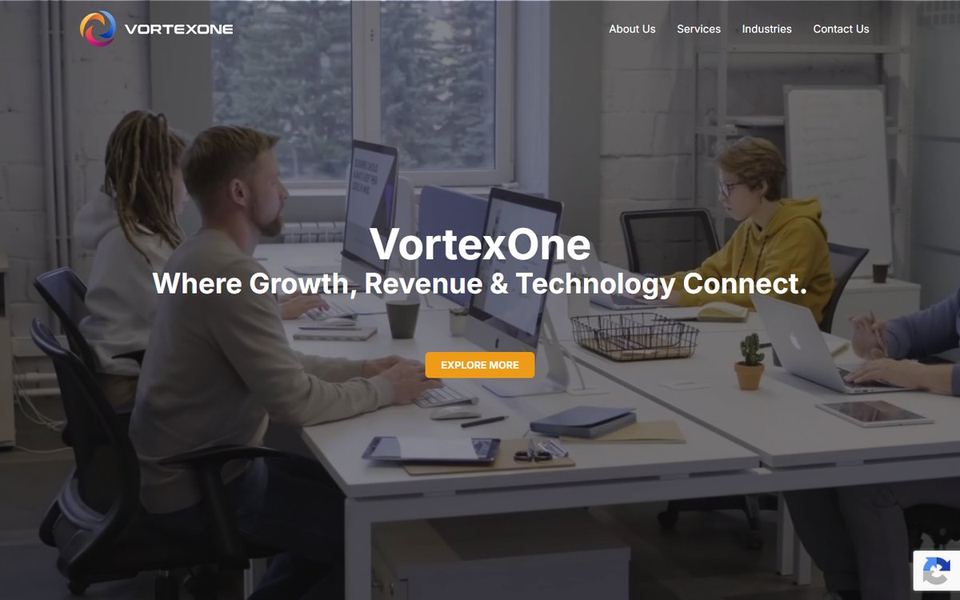 VORTEXONE
About Us
Services
Industries
Contact Us
VortexOne
Where Growth, Revenue & Technology Connect.
EXPLORE MORE